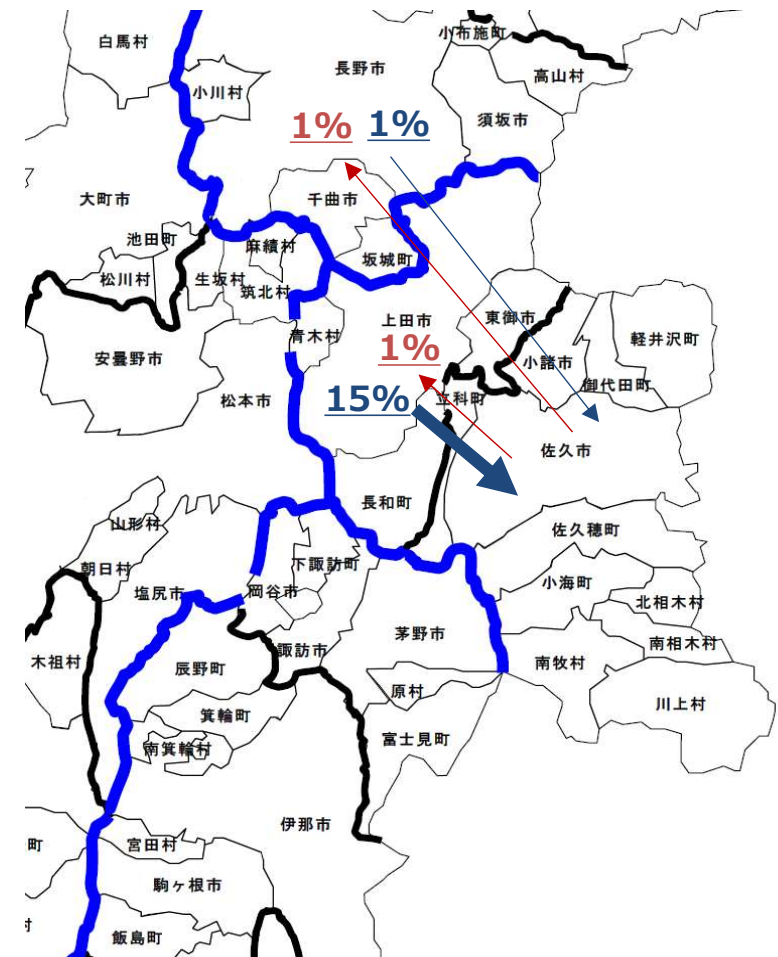 白馬村
小布施町
長野市
高山村
小川村
須坂市
1%
1%
大町市
千曲市
池田町
麻績村
坂城町
松川村
生坂村
筑北村
上田市
東御市
青木村
軽井沢町
安曇野市
1%
小諸市
御代田町
松本市
15%
立科町
佐久市
長和町
山形村
佐久穂町
朝日村
下諏訪町
塩尻市
岡谷市
小海町
北相木村
茅野市
南相木村
木祖村
諏訪市
辰野町
南牧村
原村
川上村
箕輪町
南箕輪村
富士見町
伊那市
町
宮田村
駒ヶ根市
飯島町